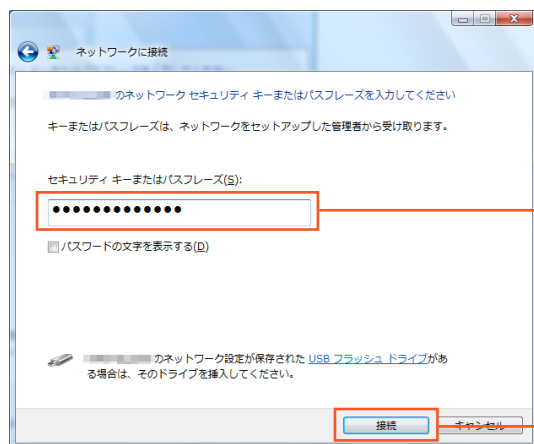 ネットワークに接続
のネットワーク セキュリティ キーまたはパスフレーズを入力してください
キーまたはパスフレーズは、ネットワークをセットアップした管理者から受け取ります。
セキュリティ キーまたはパスフレーズ(S):
●●●●●●●●●●●●●
パスワードの文字を表示する(D)
のネットワーク設定が保存された USB フラッシュ ドライブがあ
る場合は、そのドライブを挿入してください。
接続
キャンセル